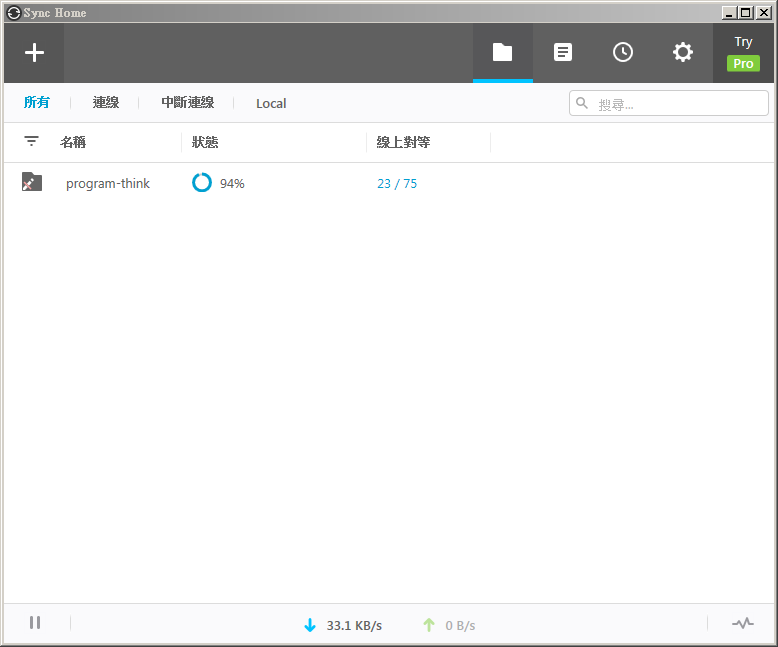 Sync Home
Try
Pro
所有 連線 中斷連線 Local 搜尋...
名稱 狀態 線上對等
program-think 94% 23 / 75
33.1 KB/s 0 B/s